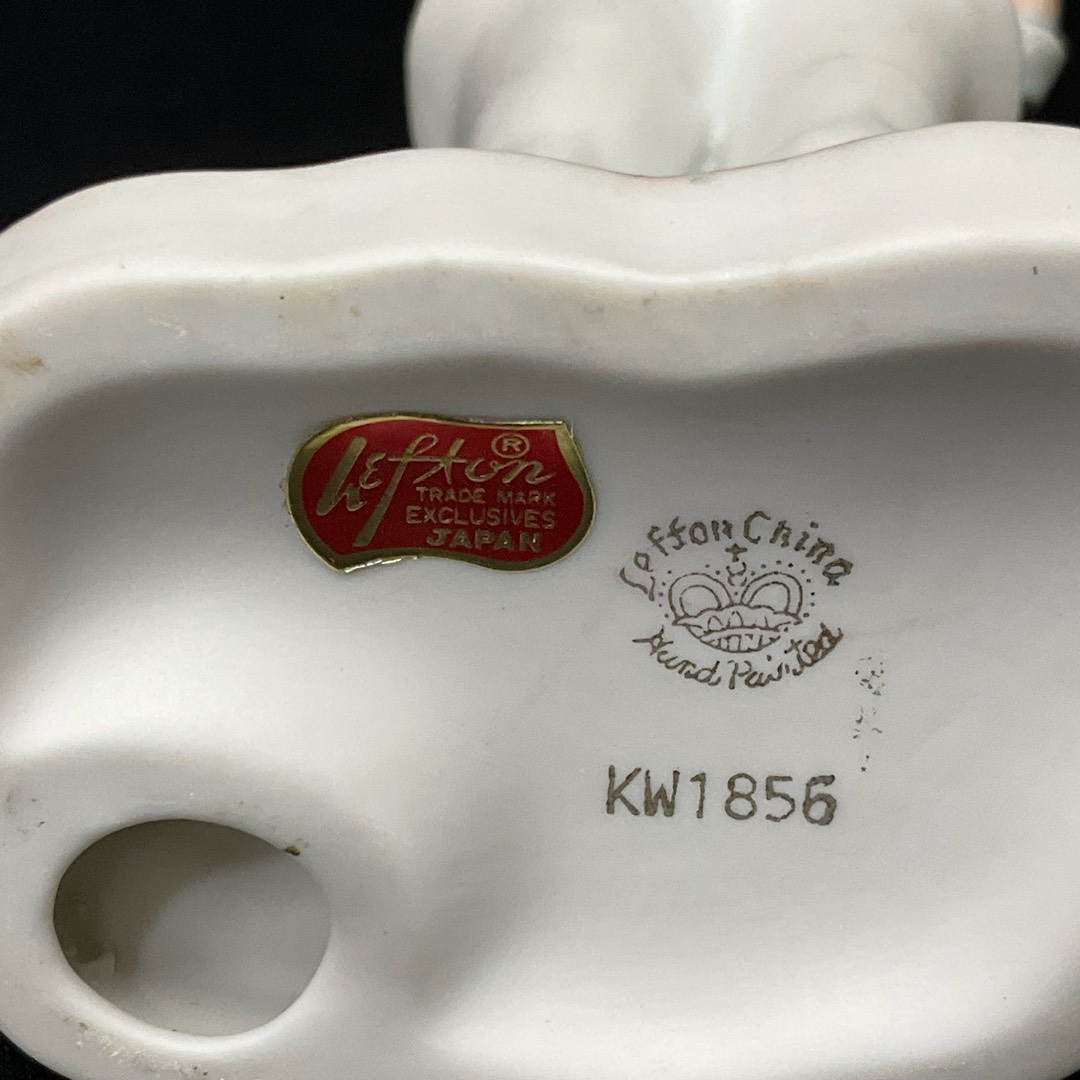 Lefton ®
TRADE MARK
EXCLUSIVES
JAPAN
Lefton China
Hand Painted
KW1856